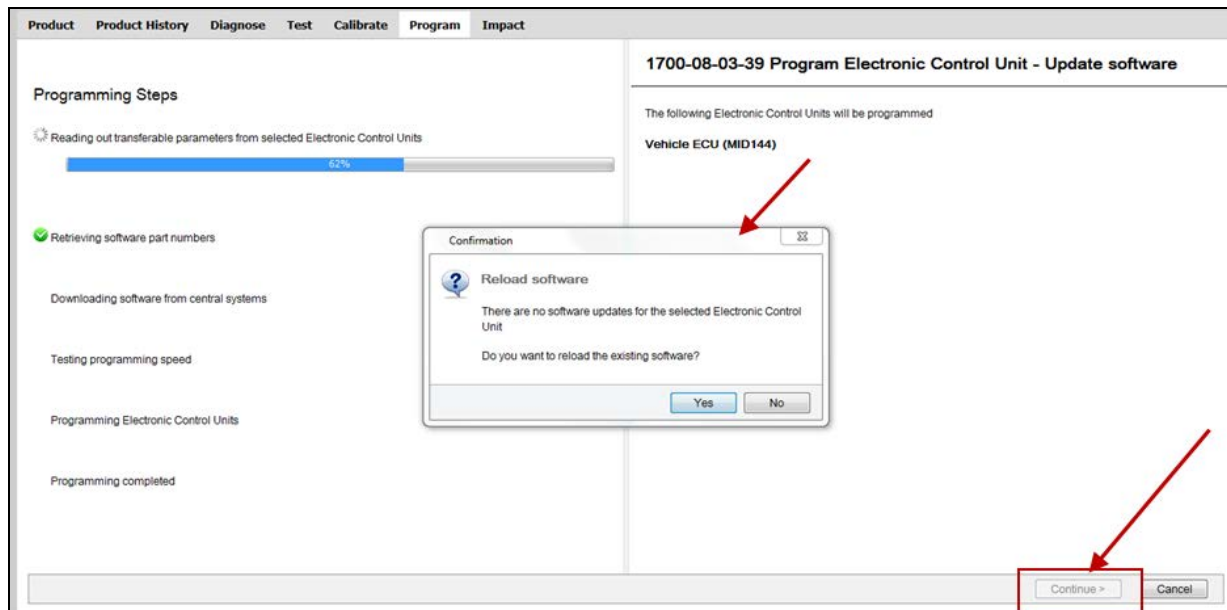 Product Product History Diagnose Test Calibrate Program Impact
Programming Steps
Reading out transferable parameters from selected Electronic Control Units
62%
Retrieving software part numbers
Downloading software from central systems
Testing programming speed
Programming Electronic Control Units
Programming completed
1700-08-03-39 Program Electronic Control Unit - Update software
The following Electronic Control Units will be programmed
Vehicle ECU (MID144)
Confirmation
Reload software
There are no software updates for the selected Electronic Control
Unit
Do you want to reload the existing software?
Yes No
Continue > Cancel